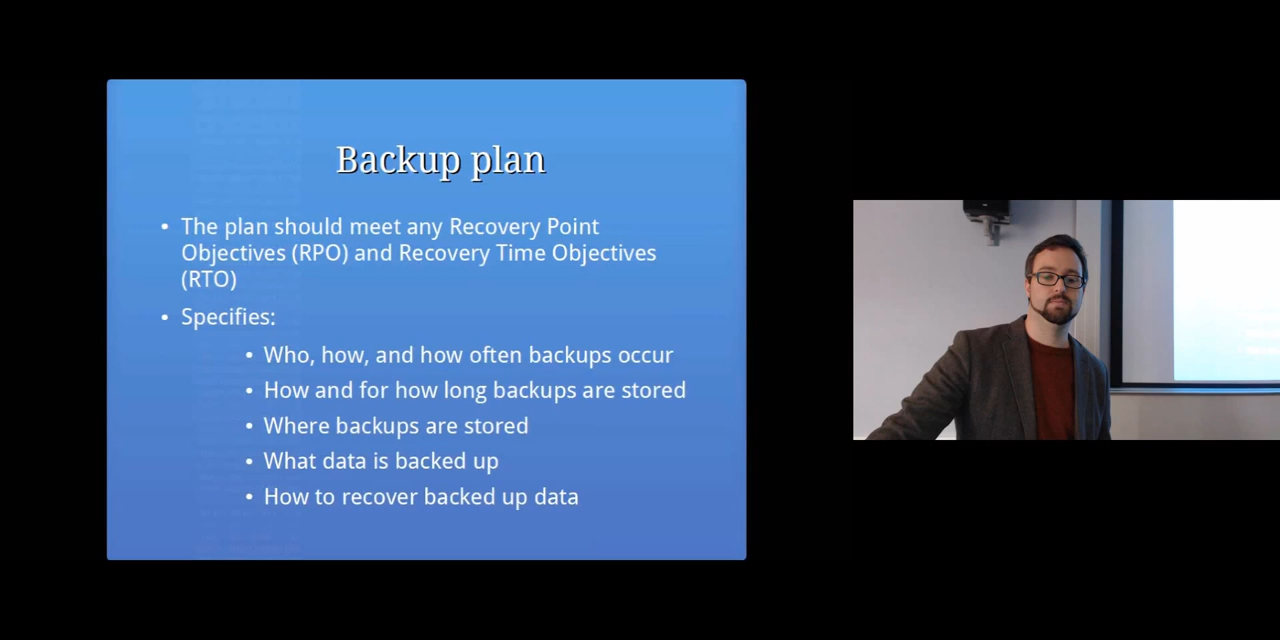 Backup plan
• The plan should meet any Recovery Point
Objectives (RPO) and Recovery Time Objectives
(RTO)
• Specifies:
• Who, how, and how often backups occur
• How and for how long backups are stored
• Where backups are stored
• What data is backed up
• How to recover backed up data